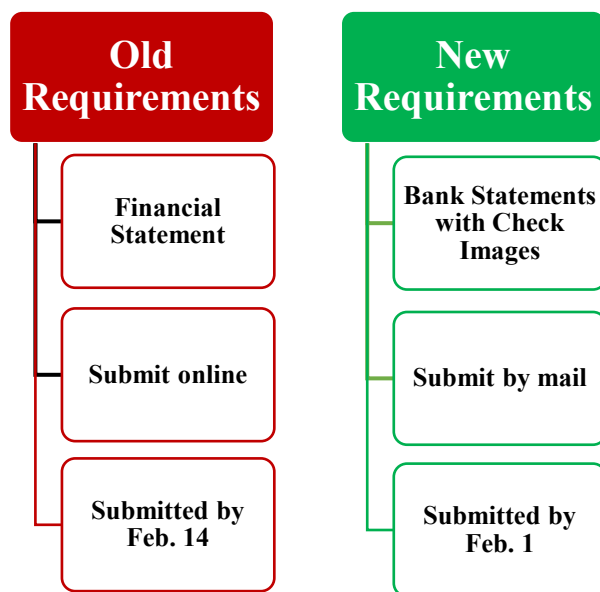 Old
Requirements
Financial
Statement
Submit online
Submitted by
Feb. 14
New
Requirements
Bank Statements
with Check
Images
Submit by mail
Submitted by
Feb. 1